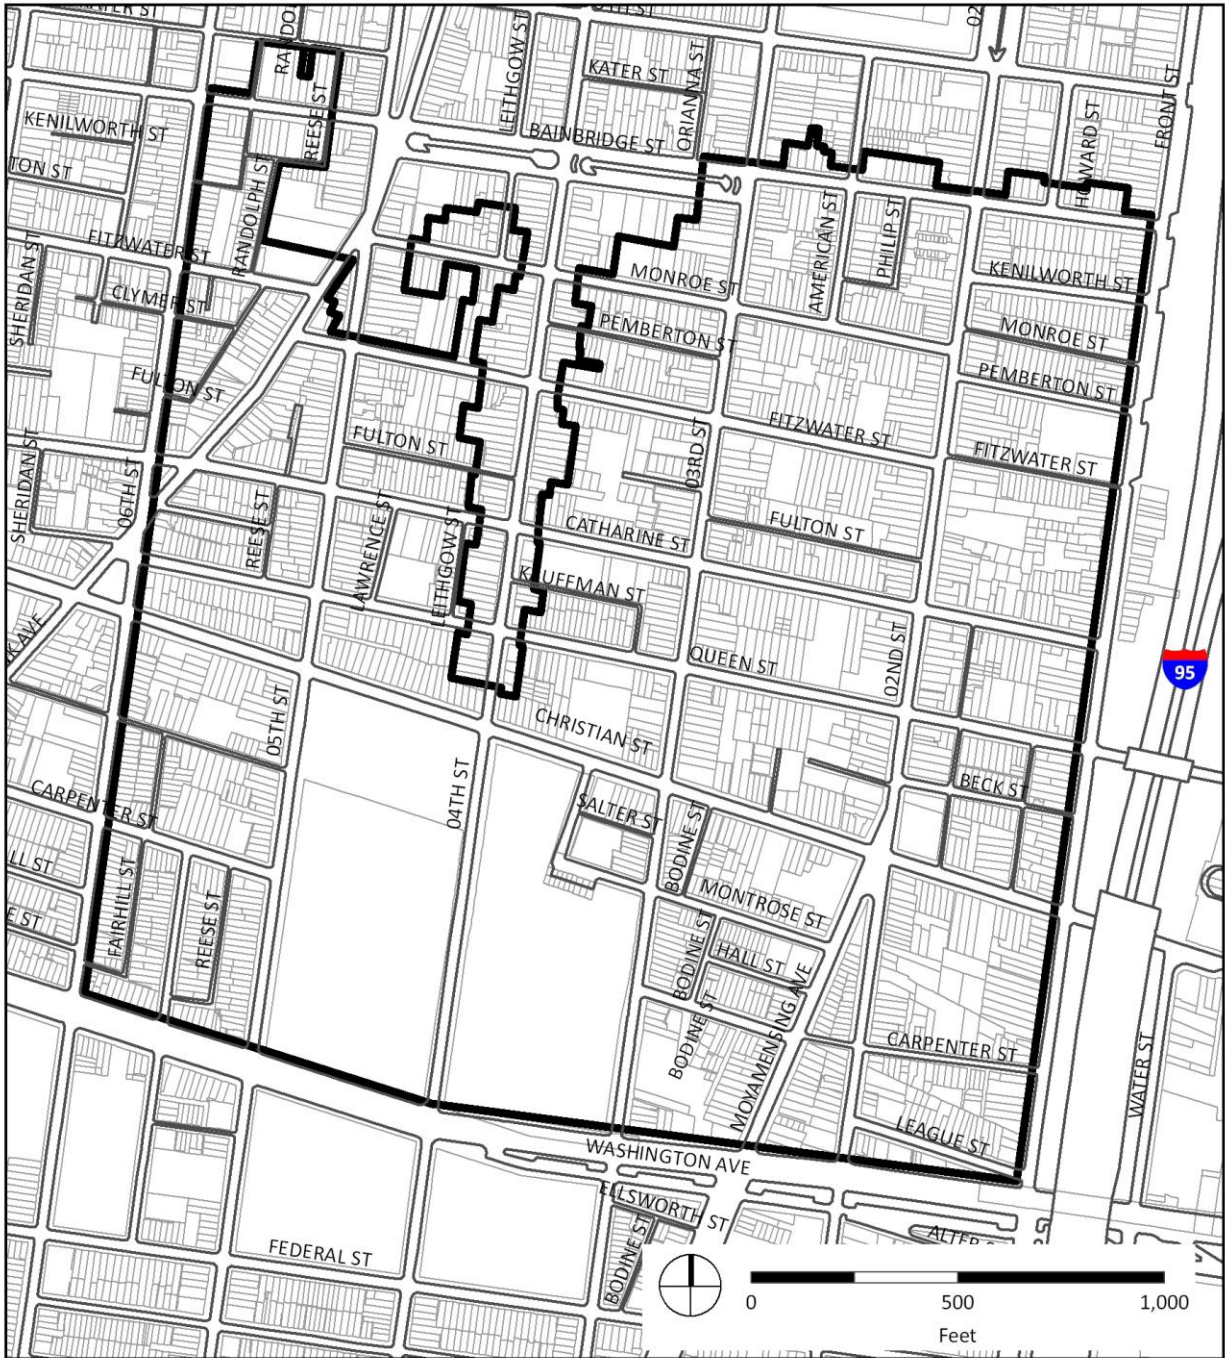 KATER ST
LEITHGOW ST
KATER ST
ORIANNA ST
REESE ST
KENILWORTH ST
BAINBRIDGE ST
HOWARD ST
FRONT ST
RANDOLPH ST
FITZWATER ST
SHERIDAN ST
CLYMER ST
MONROE ST
AMERICAN ST
PHILIP ST
KENILWORTH ST
PEMBERTON ST
MONROE ST
PEMBERTON ST
FULTON ST
FITZWATER ST
FITZWATER ST
SHERIDAN ST
06TH ST
FULTON ST
03RD ST
REESE ST
LAWRENCE ST
LEITHGOW ST
CATHARINE ST
FULTON ST
KAUFFMAN ST
QUEEN ST
02ND ST
95
05TH ST
CHRISTIAN ST
CARPENTER ST
04TH ST
SALTER ST
BODINE ST
BECK ST
FAIRHILL ST
REESE ST
MONTROSE ST
BODINE ST
HALL ST
BODINE ST
MOYAMENSING AVE
CARPENTER ST
WATER ST
LEAGUE ST
WASHINGTON AVE
ELLSWORTH ST
BODINE ST
FEDERAL ST
0 500 1,000
Feet